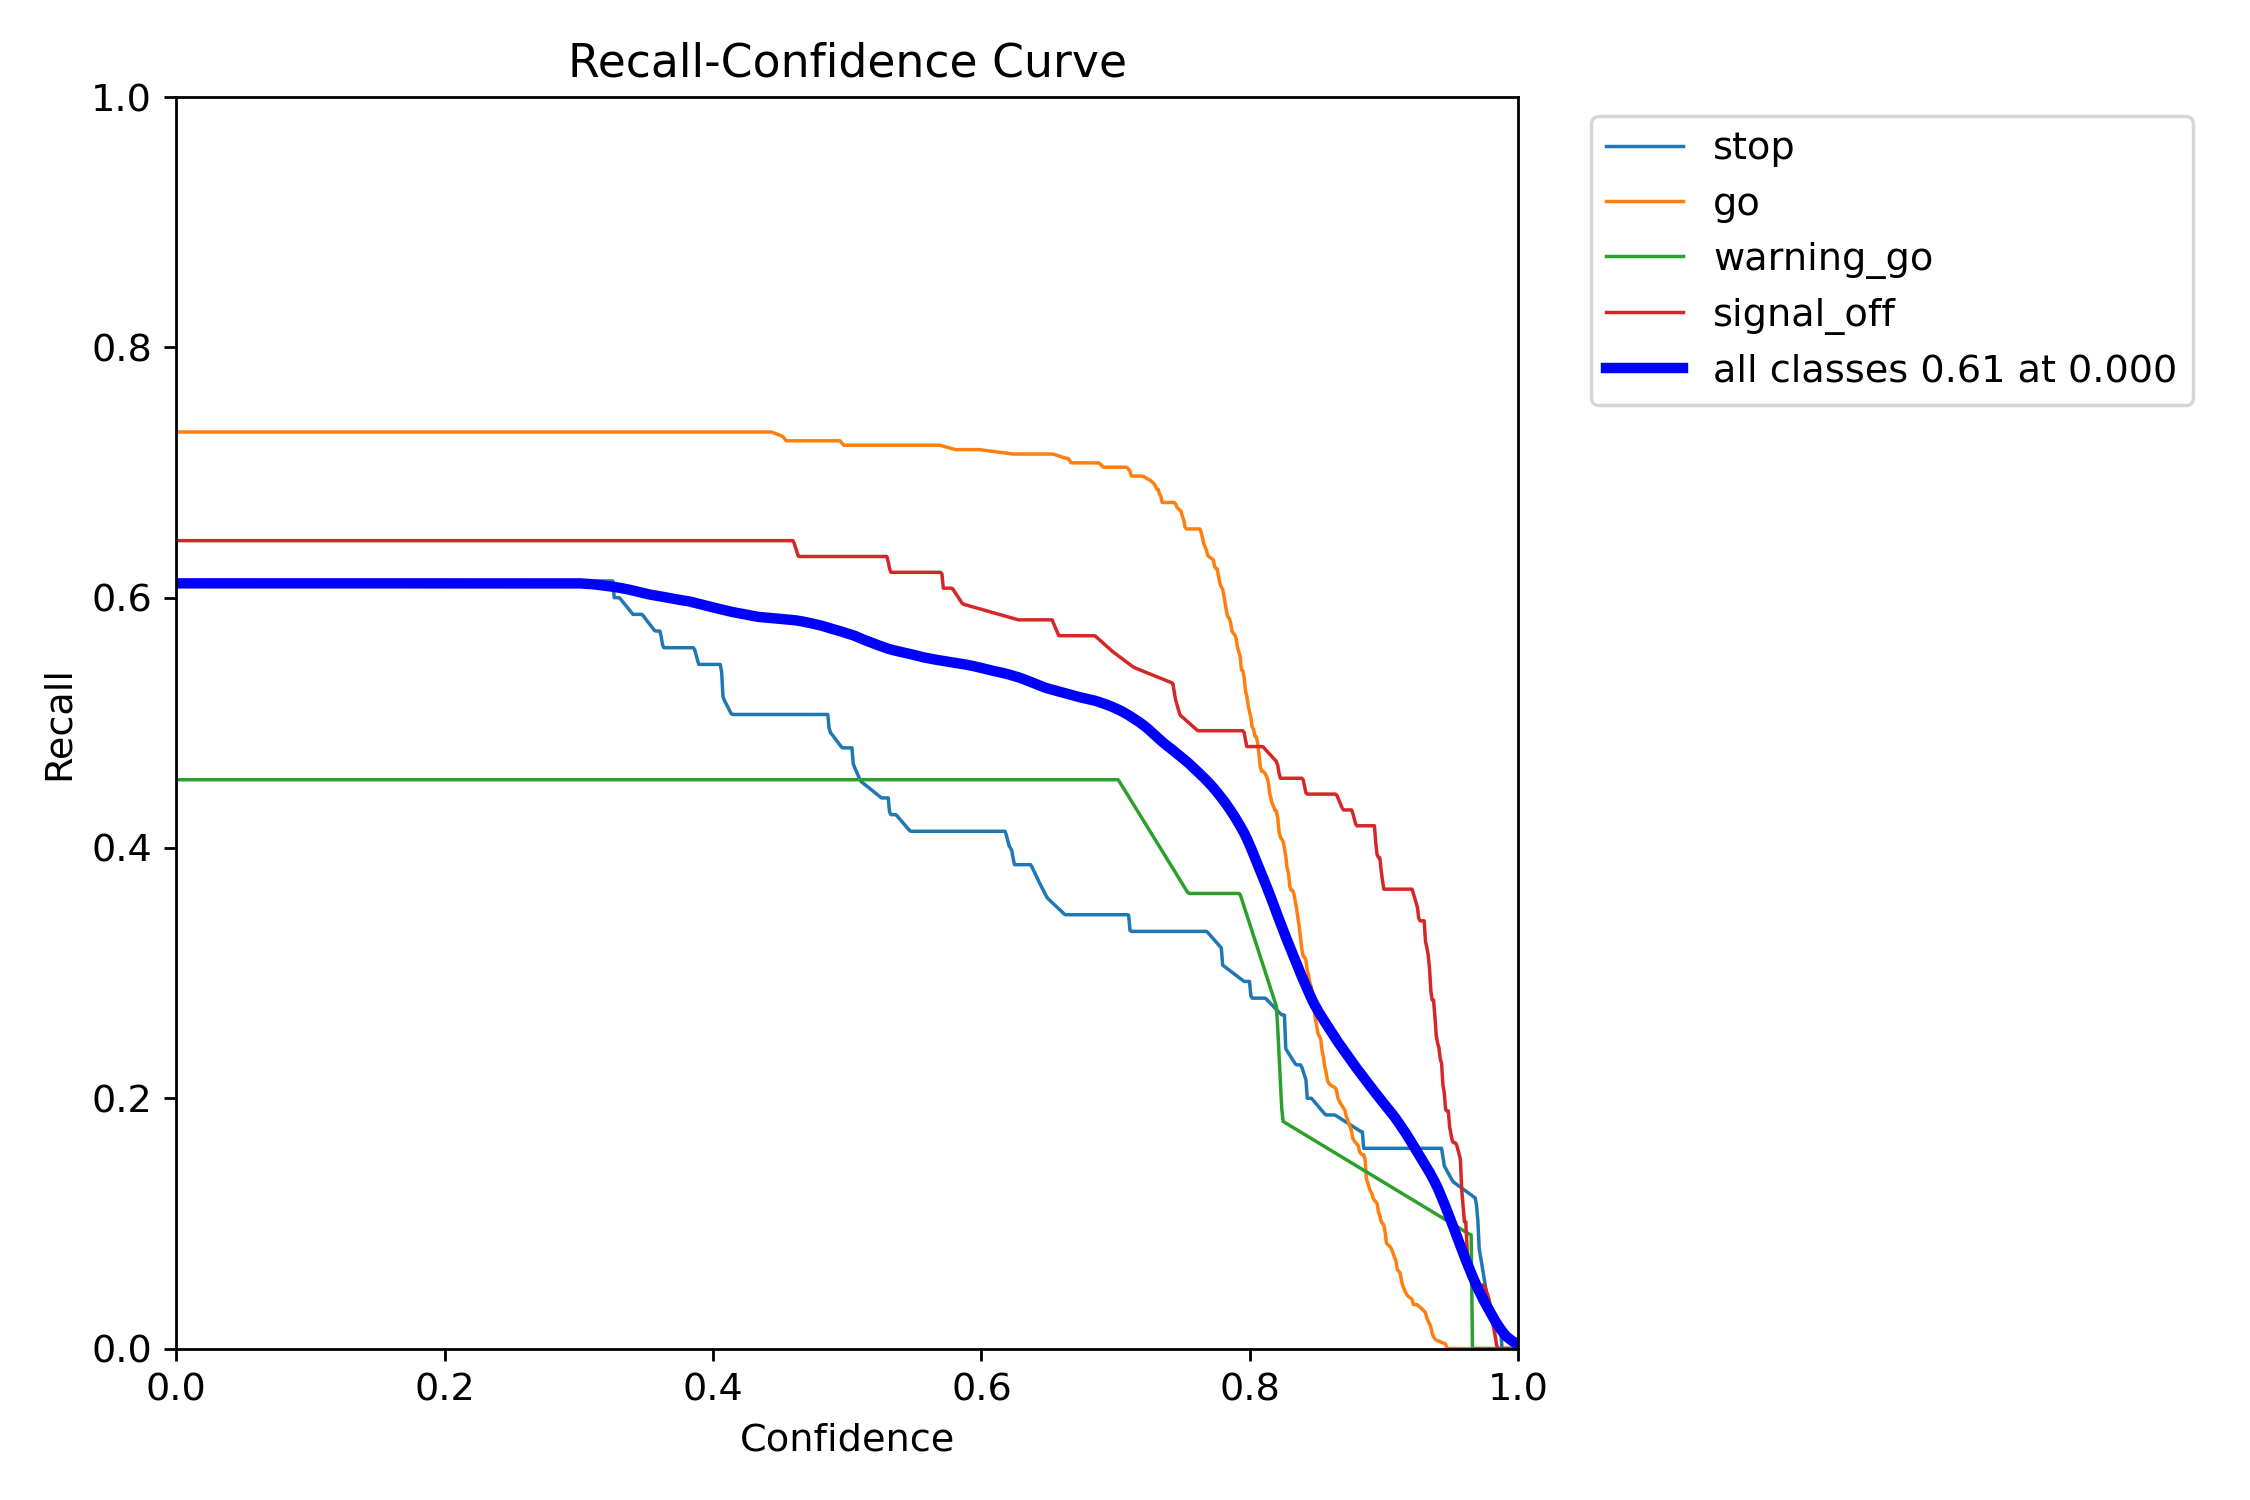 Recall-Confidence Curve
1.0
0.8
0.6
0.4
0.2
0.0
Recall
0.0 0.2 0.4 0.6 0.8 1.0
Confidence
stop
go
warning_go
signal_off
all classes 0.61 at 0.000